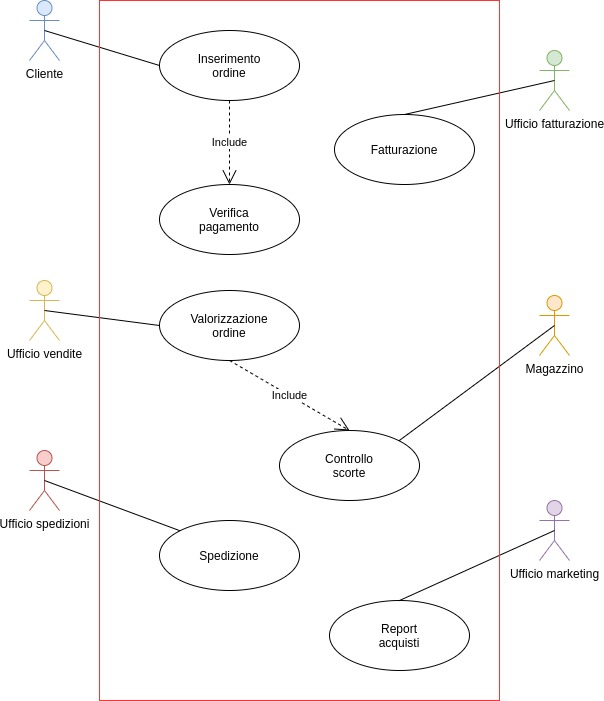 Cliente
Inserimento
ordine
Include
Verifica
pagamento
Fatturazione
Ufficio fatturazione
Ufficio vendite
Valorizzazione
ordine
Include
Controllo
scorte
Magazzino
Ufficio spedizioni
Spedizione
Ufficio marketing
Report
acquisti